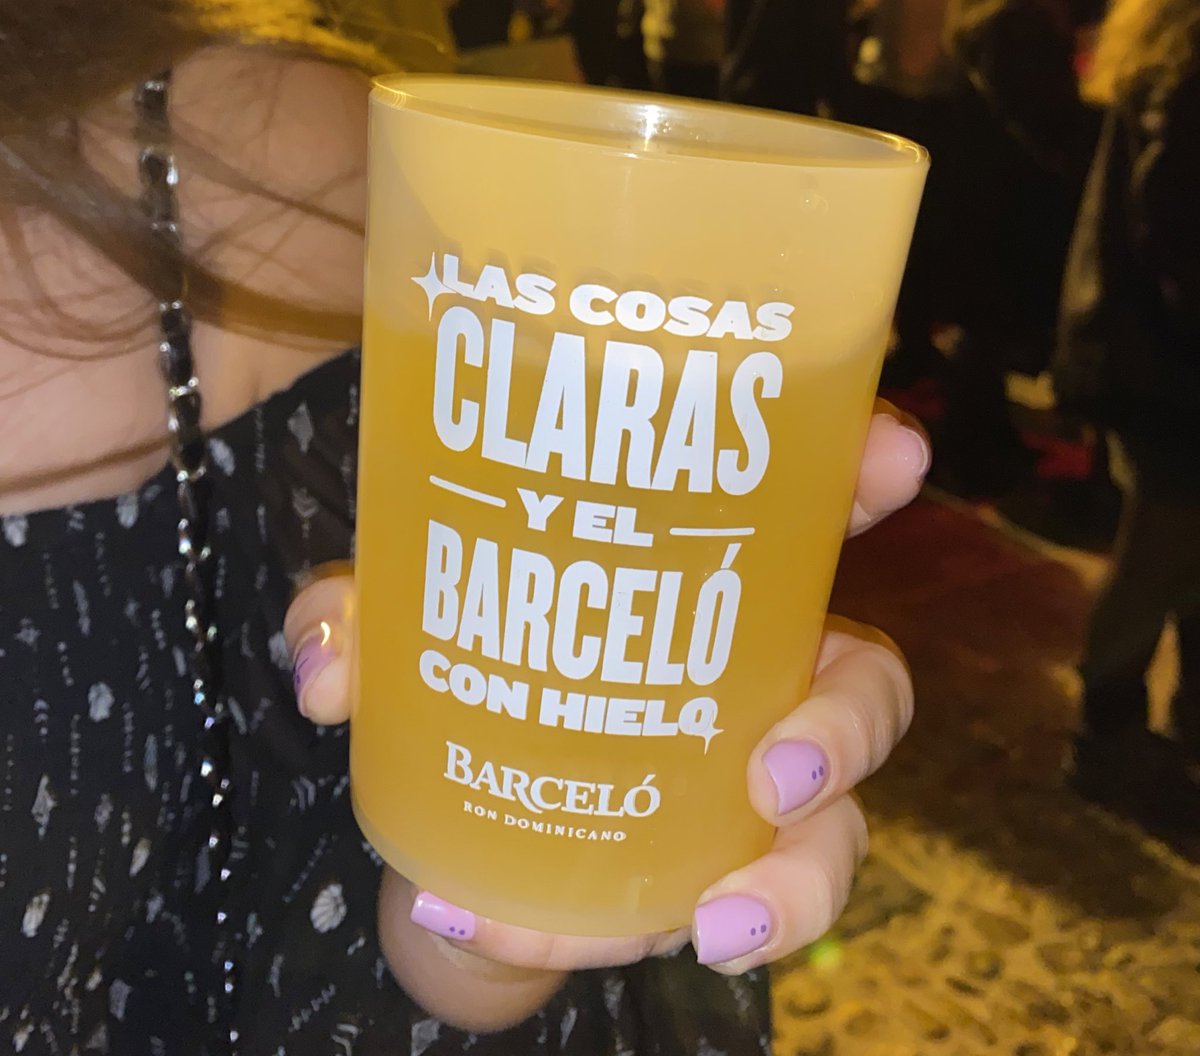 LAS COSAS
CLARAS
Y EL
BARCELÓ
CON HIELO
BARCELÓ
RON DOMINICANO